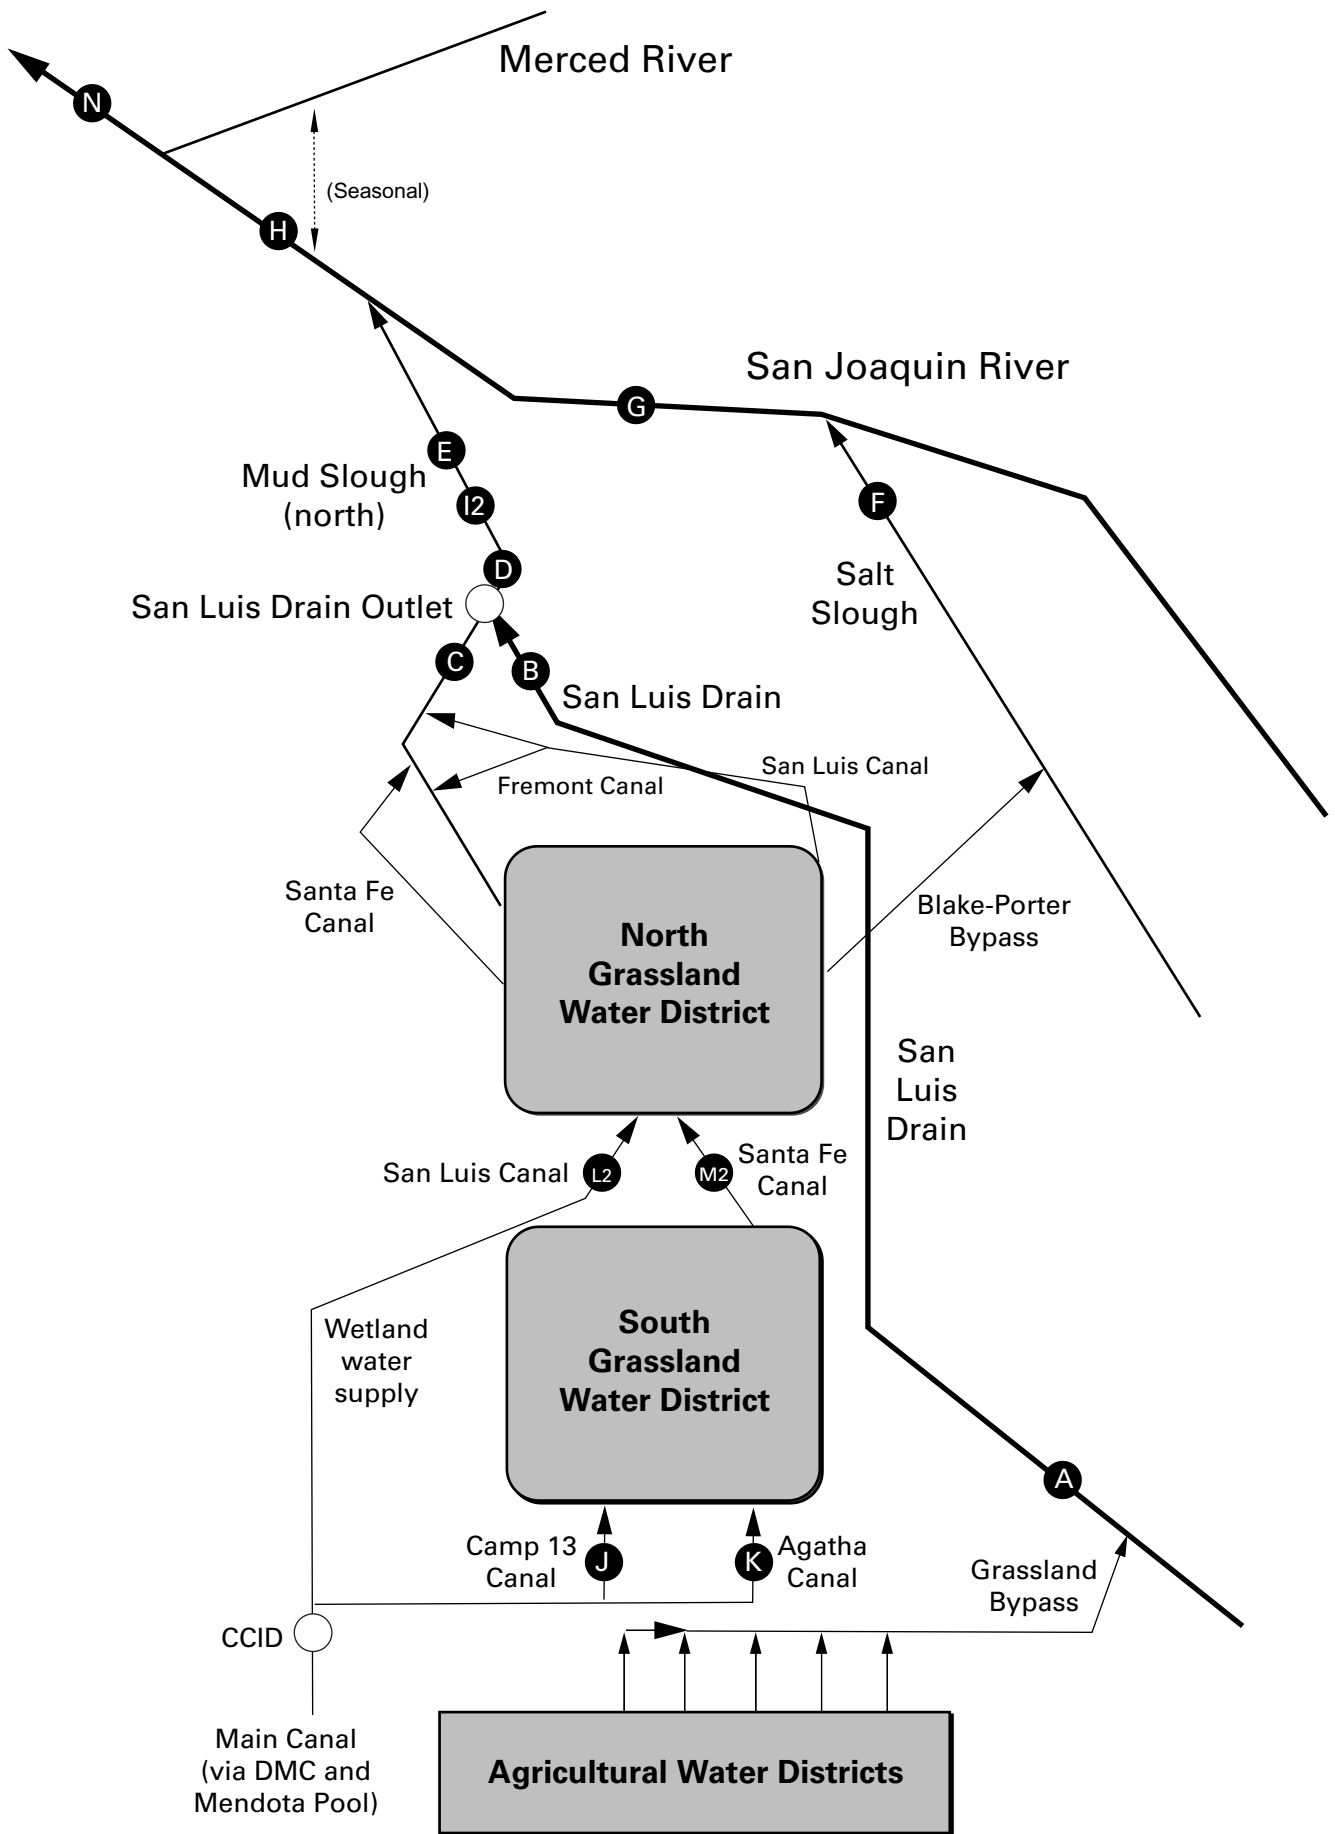 Merced River
N
(Seasonal)
H
San Joaquin River
G
E
Mud Slough
(north)
I2
F
D
Salt
Slough
San Luis Drain Outlet
C
B
San Luis Drain
San Luis Canal
Fremont Canal
Santa Fe
Canal
North
Grassland
Water District
Blake-Porter
Bypass
San
Luis
Drain
San Luis Canal
L2
M2
Santa Fe
Canal
Wetland
water
supply
South
Grassland
Water District
A
Camp 13
Canal
J
K
Agatha
Canal
Grassland
Bypass
CCID
Main Canal
(via DMC and
Mendota Pool)
Agricultural Water Districts